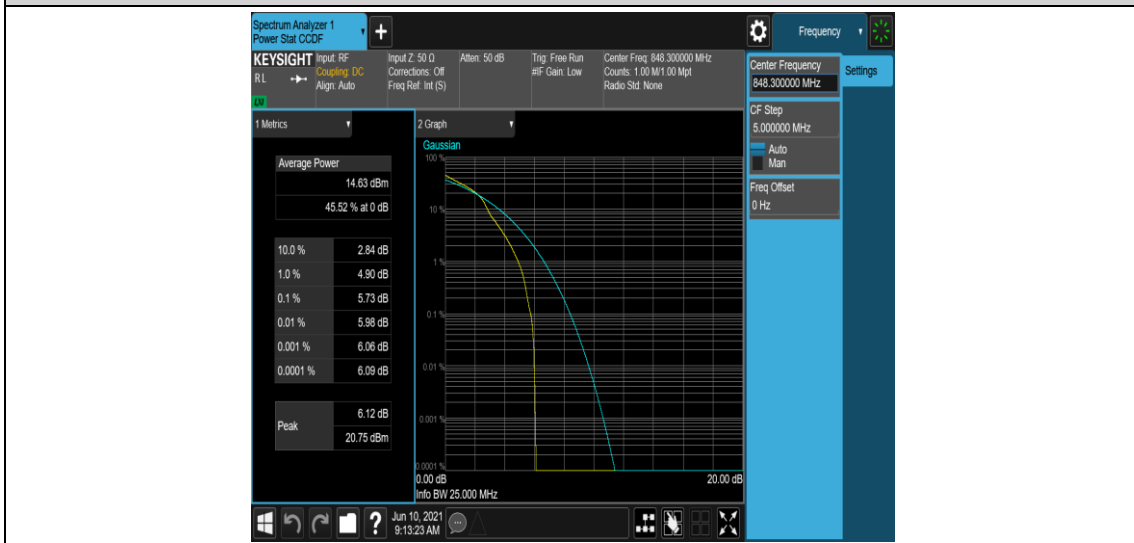 Spectrum Analyzer 1
Power Stat CCDF
+
Frequency
KEYSIGHT
RL
Input: RF
Coupling: DC
Align: Auto
Input Z: 50 Ω
Corrections: Off
Freq Ref: Int (S)
Atten: 50 dB
Trig: Free Run
#IF Gain: Low
Center Freq: 848.300000 MHz
Counts: 1.00 M/1.00 Mpt
Radio Std: None
Center Frequency
848.300000 MHz
Settings
CF Step
5.000000 MHz
Auto
Man
Freq Offset
0 Hz
1 Metrics
Average Power
14.63 dBm
45.52 % at 0 dB
10.0 % 2.84 dB
1.0 % 4.90 dB
0.1 % 5.73 dB
0.01 % 5.98 dB
0.001 % 6.06 dB
0.0001 % 6.09 dB
Peak
6.12 dB
20.75 dBm
2 Graph
Gaussian
100 %
10 %
1 %
0.1 %
0.01 %
0.001 %
0.0001 %
0.00 dB 20.00 dB
Info BW 25.000 MHz
?
Jun 10, 2021
9:13:23 AM